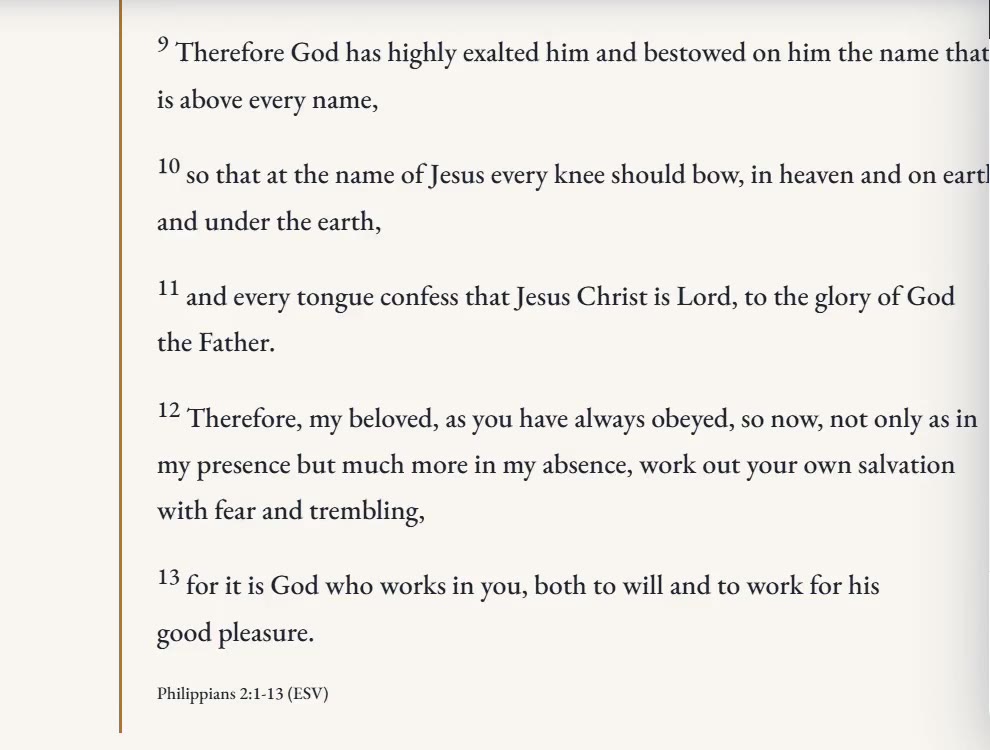 9 Therefore God has highly exalted him and bestowed on him the name that
is above every name,
10 so that at the name of Jesus every knee should bow, in heaven and on eart
and under the earth,
11 and every tongue confess that Jesus Christ is Lord, to the glory of God
the Father.
12 Therefore, my beloved, as you have always obeyed, so now, not only as in
my presence but much more in my absence, work out your own salvation
with fear and trembling,
13 for it is God who works in you, both to will and to work for his
good pleasure.
Philippians 2:1-13 (ESV)